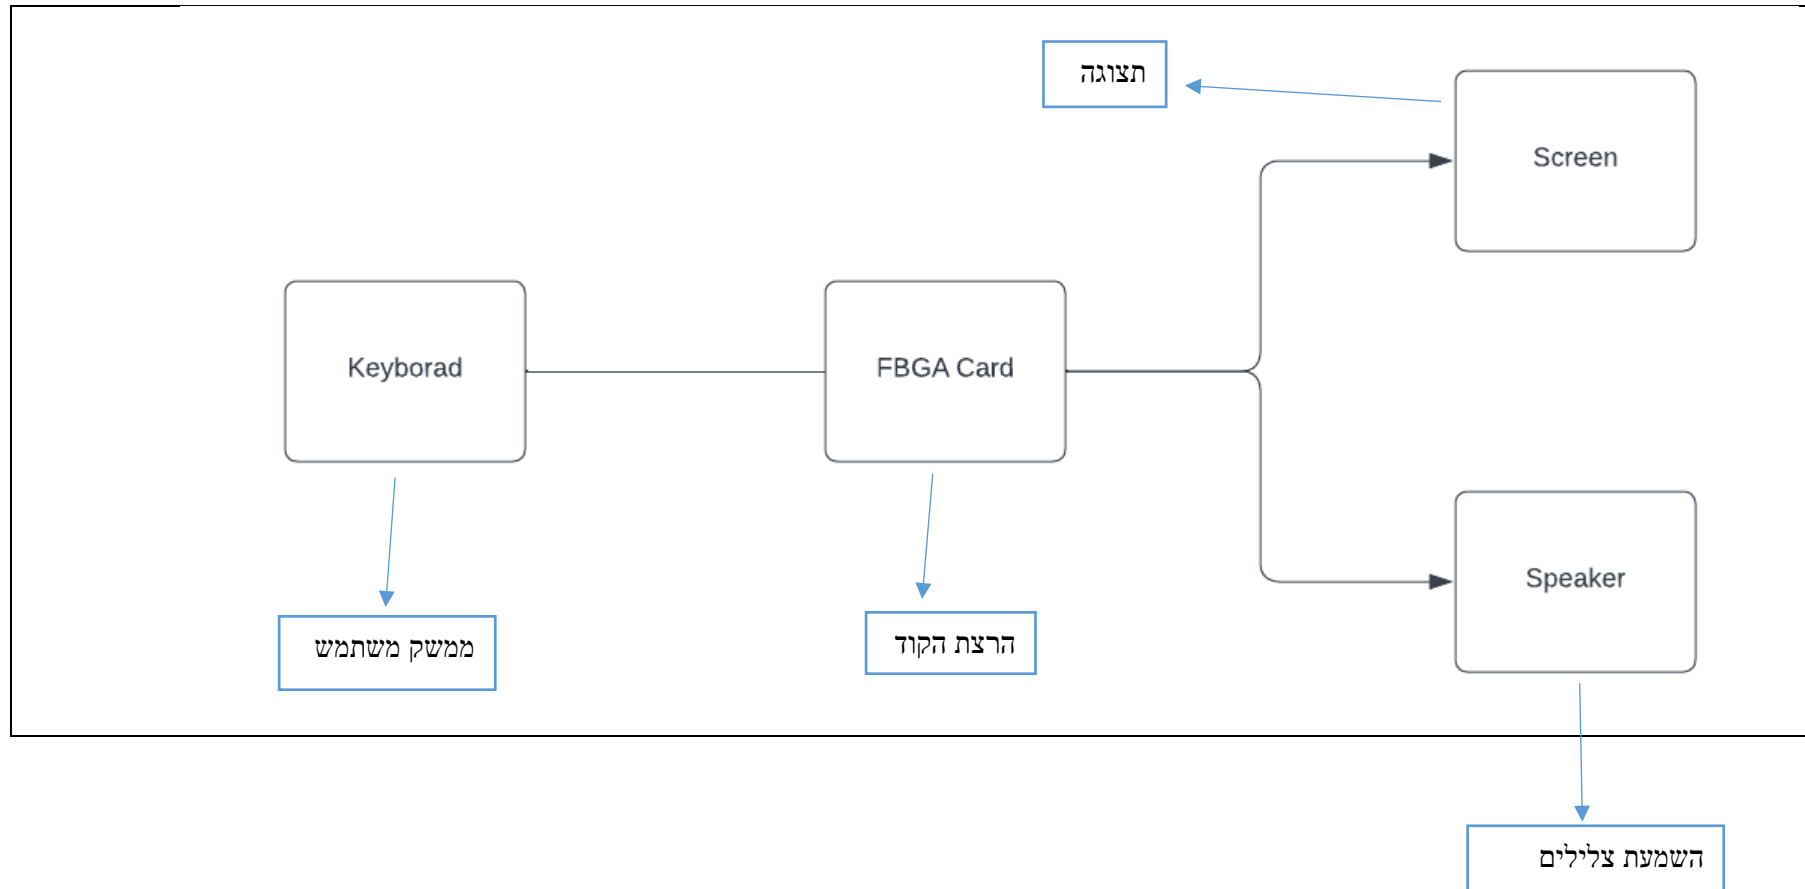 תצוגה
Screen
Keyborad
FBGA Card
ממשק משתמש
הרצת הקוד
Speaker
השמעת צלילים